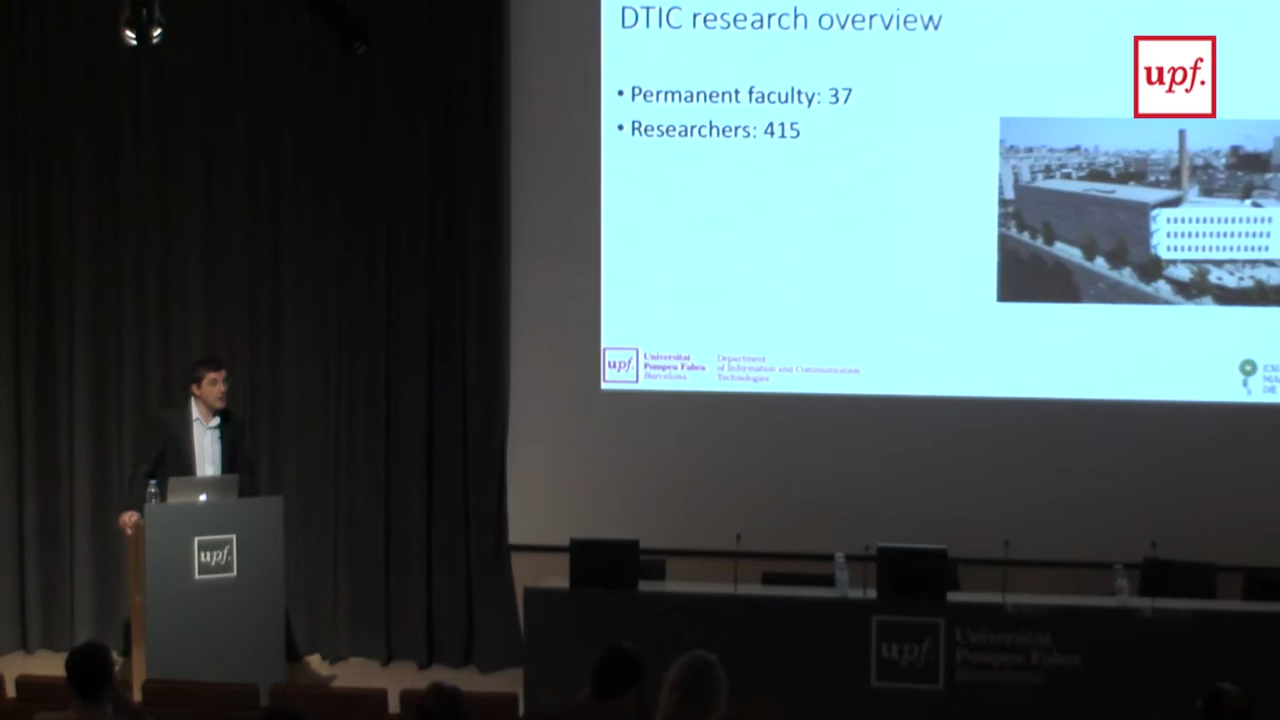 DTIC research overview
• Permanent faculty: 37
• Researchers: 415
upf.
upf.
Universitat
Pompeu Fabra
Barcelona
Department
of Information and Communication
Technologies
DE
upf.
upf.
Universitat
Pompeu Fabra
Barcelona